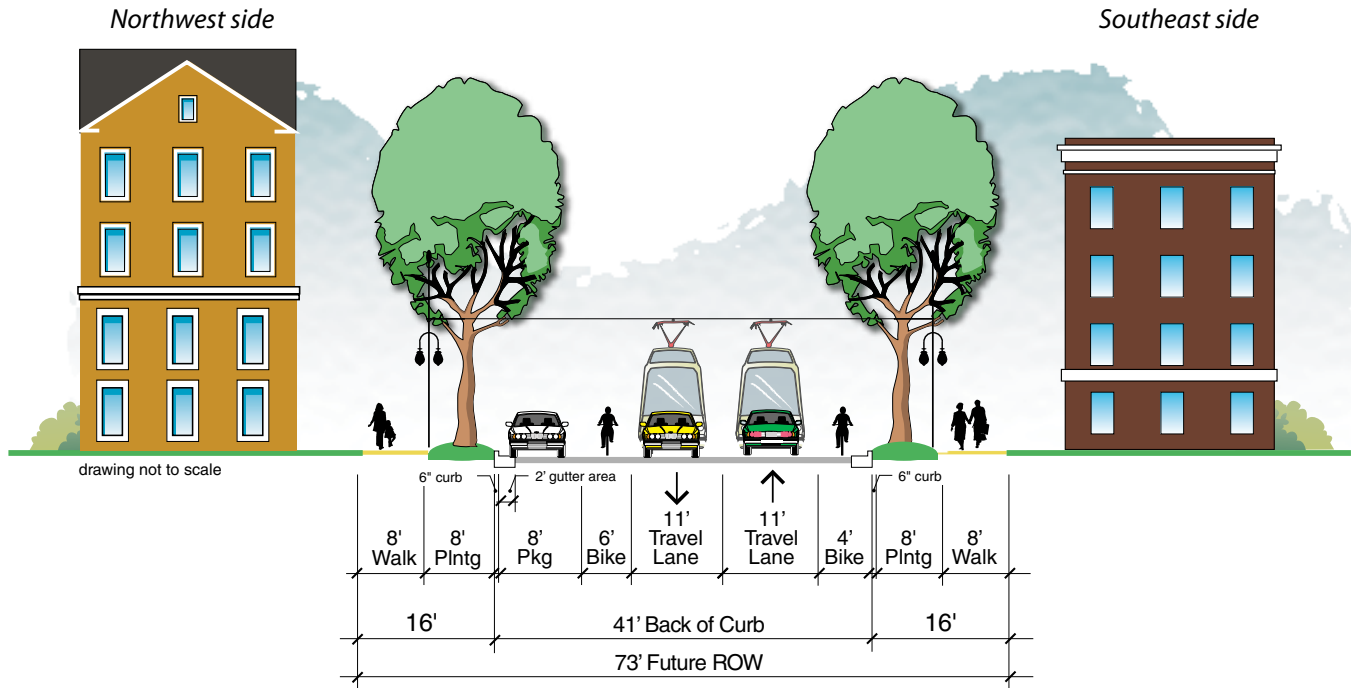 Northwest side
Southeast side
drawing not to scale
6" curb
2' gutter area
6" curb
8'
Walk
8'
Plntg
8’
Pkg
6’
Bike
11’
Travel
Lane
11’
Travel
Lane
4’
Bike
8'
Plntg
8’
Walk
16'
41’ Back of Curb
16'
73’ Future ROW